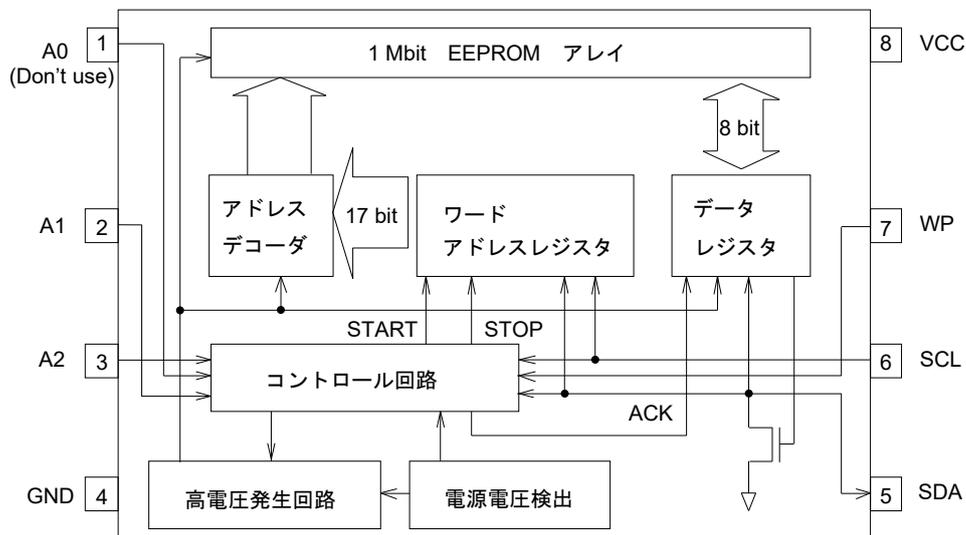 1
A0
(Don't use)
1 Mbit EEPROM アレイ
8
VCC
8 bit
A1
2
アドレス
デコーダ
17 bit
ワード
アドレスレジスタ
データ
レジスタ
7
WP
START
STOP
A2
3
コントロール回路
6
SCL
ACK
GND
4
高電圧発生回路
電源電圧検出
5
SDA